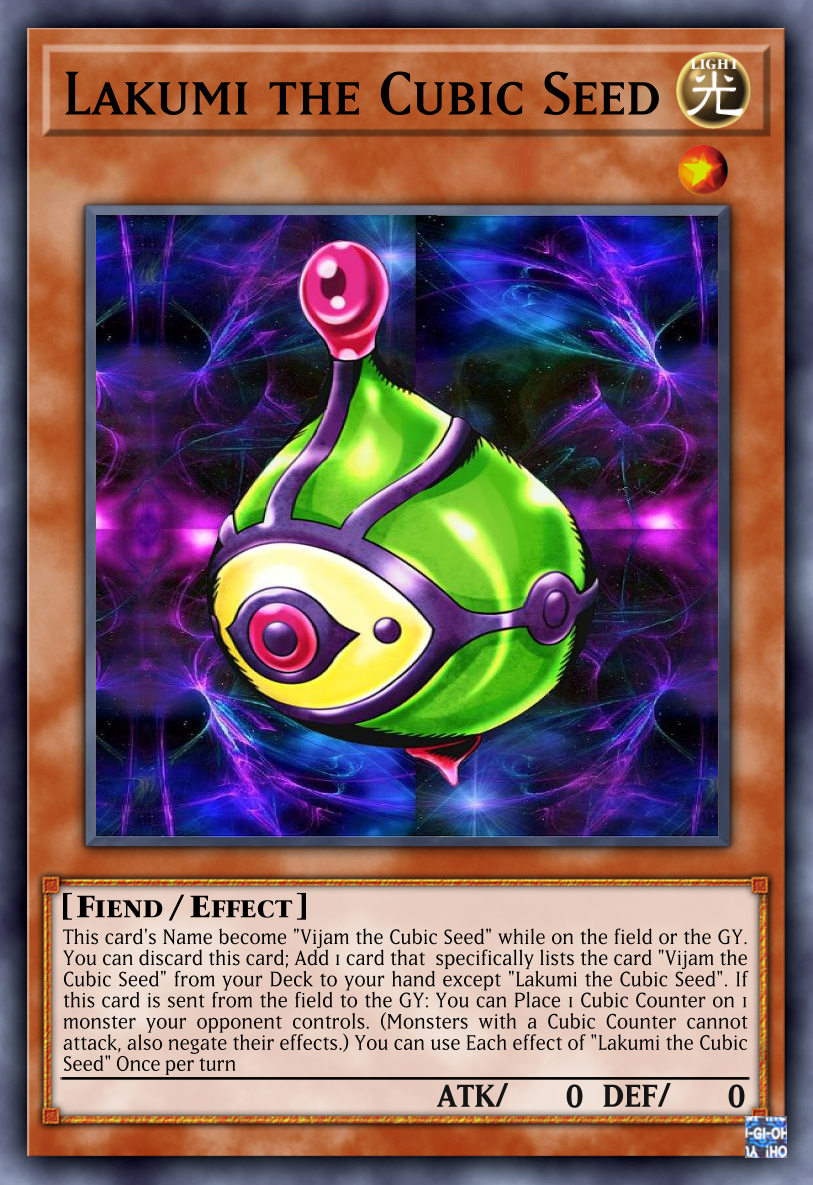 Lakumi the Cubic Seed
LIGHT
光
[Fiend / Effect]
This card's Name become "Vijam the Cubic Seed" while on the field or the GY.
You can discard this card; Add 1 card that specifically lists the card "Vijam the
Cubic Seed" from your Deck to your hand except "Lakumi the Cubic Seed". If
this card is sent from the field to the GY: You can Place 1 Cubic Counter on 1
monster your opponent controls. (Monsters with a Cubic Counter cannot
attack, also negate their effects.) You can use Each effect of "Lakumi the Cubic
Seed" Once per turn
ATK/ 0 DEF/ 0
I-GI-OH